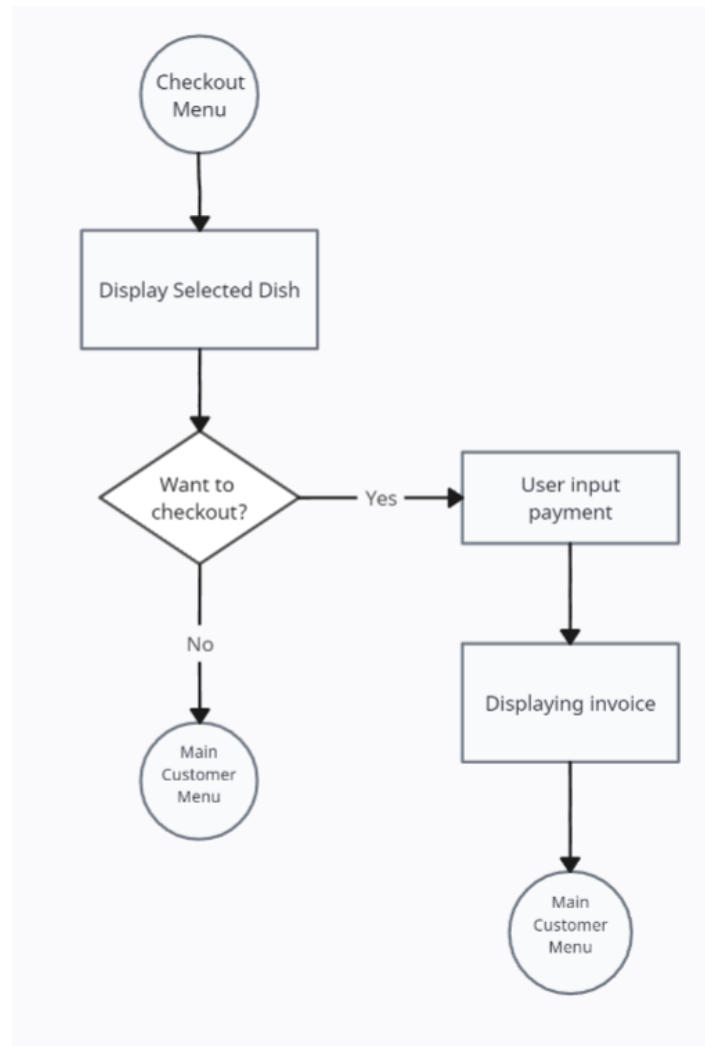 Checkout
Menu
Display Selected Dish
Want to
checkout?
Yes
User input
payment
No
Displaying invoice
Main
Customer
Menu
Main
Customer
Menu